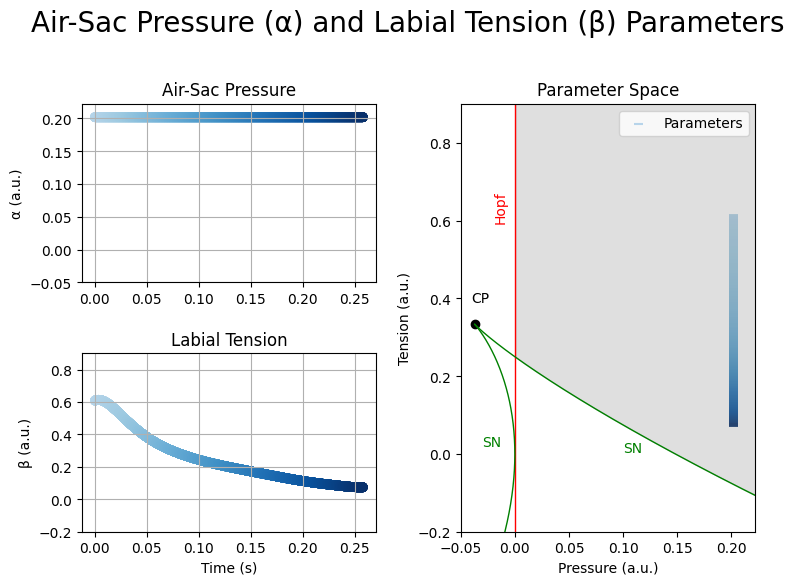 Air-Sac Pressure (α) and Labial Tension (β) Parameters
Air-Sac Pressure
α (a.u.)
0.20
0.15
0.10
0.05
0.00
−0.05
0.00 0.05 0.10 0.15 0.20 0.25
Labial Tension
β (a.u.)
0.8
0.6
0.4
0.2
0.0
−0.2
0.00 0.05 0.10 0.15 0.20 0.25
Time (s)
Parameter Space
Parameters
Tension (a.u.)
0.8
0.6
0.4
0.2
0.0
−0.2
Hopf
CP
SN
SN
−0.05 0.00 0.05 0.10 0.15 0.20
Pressure (a.u.)